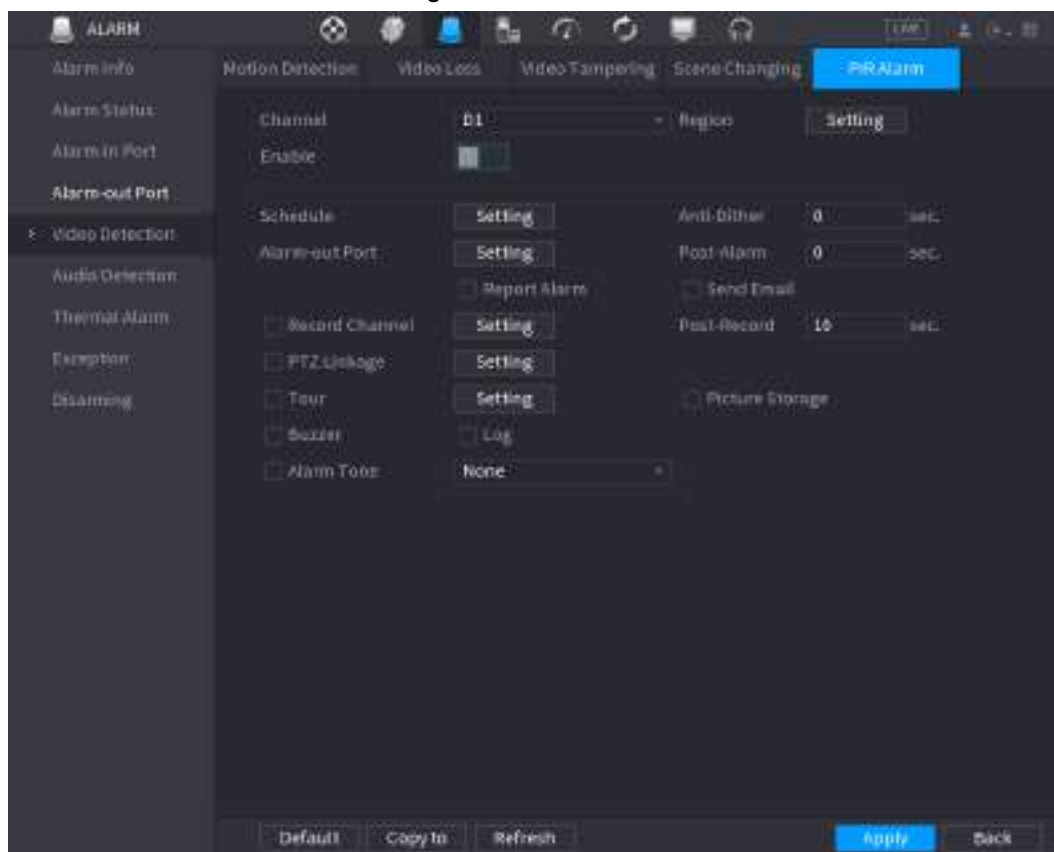 ALARM LIVE
Alarm Info Motion Detection Video Loss Video Tampering Scene Changing PIR Alarm
Alarm Status Channel D1 Region Setting
Alarm-in Port Enable
Alarm-out Port
Schedule Setting Anti-Dither 0 sec.
Video Detection
Alarm-out Port Setting Post-Alarm 0 sec.
Audio Detection Report Alarm Send Email
Thermal Alarm Record Channel Setting Post-Record 10 sec.
Exception PTZ Linkage Setting
Disarming Tour Setting Picture Storage
Buzzer Log
Alarm Tone None
Default Copy to Refresh Apply Back